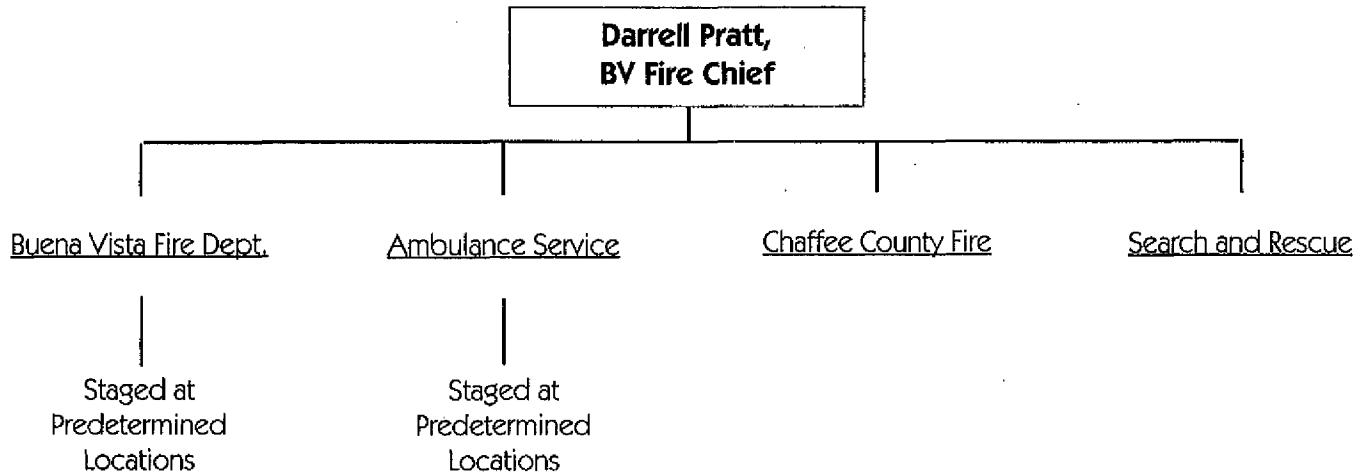 Darrell Pratt,
BV Fire Chief
Buena Vista Fire Dept.
Ambulance Service
Chaffee County Fire
Search and Rescue
Staged at
Predetermined
Locations
Staged at
Predetermined
Locations